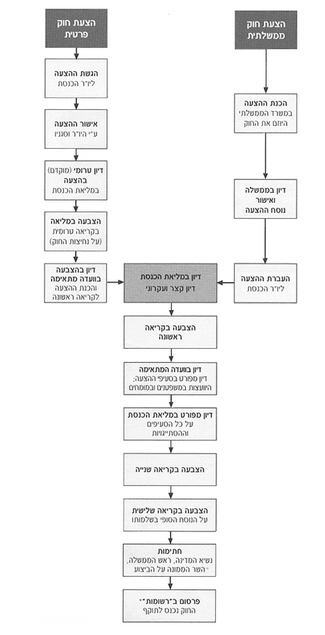 הצעת חוק
פרטית
הגשת ההצעה
ליו"ר הכנסת
אישור ההצעה
ע"י היו"ר וסגניו
דיון טרומי (מוקדם)
בהצעה
במליאת הכנסת
הצבעה במליאה
בקריאה טרומית
(על נחיצות החוק)
דיון בהצבעה
בוועדה מתאימה
והכנת ההצעה
לקריאה ראשונה
הצעת חוק
ממשלתית
הכנת ההצעה
במשרד הממשלתי
היוזם את החוק
דיון בממשלה
ואישור
נוסח ההצעה
העברת ההצעה
ליו"ר הכנסת
דיון במליאת הכנסת
דיון קצר ועקרוני
הצבעה בקריאה
ראשונה
דיון בוועדה המתאימה
דיון מפורט בסעיפי ההצעה;
היוועצות במשפטנים ובמומחים
דיון מפורט במליאת הכנסת
על כל הסעיפים
וההסתייגויות
הצבעה בקריאה שנייה
הצבעה בקריאה שלישית
על הנוסח הסופי בשלמותו
חתימות
נשיא המדינה, ראש הממשלה,
השר הממונה על הביצוע
פרסום ב"רשומות"
החוק נכנס לתוקף